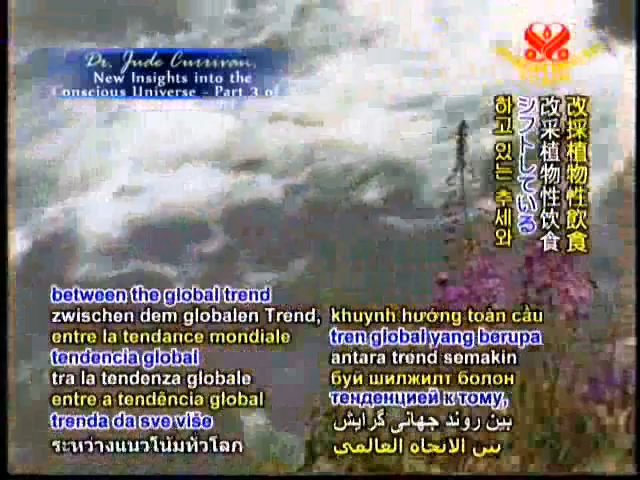 Dr. Jude Currivan,
New Insights into the
Conscious Universe - Part 3 of
改採植物性飲食
改采植物性饮食
シフトしている
하고 있는 추세와
between the global trend
zwischen dem globalen Trend,
entre la tendance mondiale
tendencia global
tra la tendenza globale
entre a tendência global
trenda da sve više
ระหว่างแนวโน้มทั่วโลก
khuynh hướng toàn cầu
tren global yang berupa
antara trend semakin
буй шилжилт болон
тенденцией к тому,
بین روند جهانی گرایش
بين الاتجاه العالمي